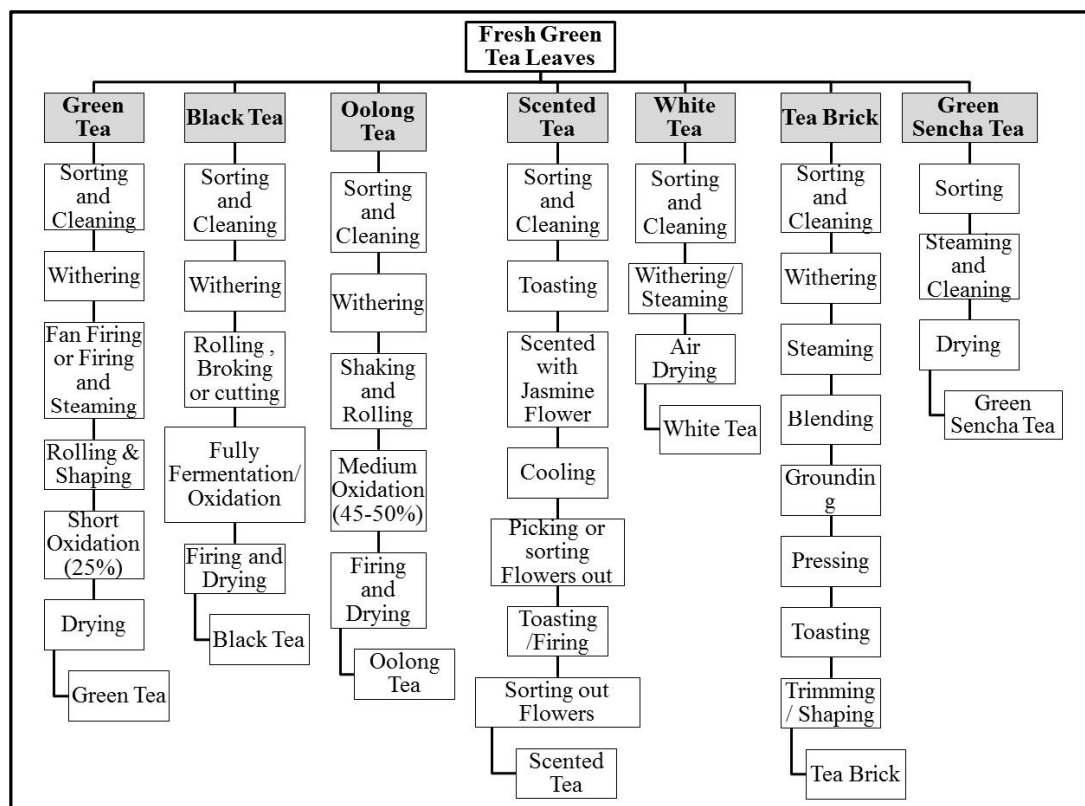 Fresh Green
Tea Leaves
Green
Tea
Sorting
and
Cleaning
Withering
Fan Firing
or Firing
and
Steaming
Rolling &
Shaping
Short
Oxidation
(25%)
Drying
Green Tea
Black Tea
Sorting
and
Cleaning
Withering
Rolling ,
Broking
or cutting
Fully
Fermentation/
Oxidation
Firing and
Drying
Black Tea
Oolong
Tea
Sorting
and
Cleaning
Withering
Shaking
and
Rolling
Medium
Oxidation
(45-50%)
Firing
and
Drying
Oolong
Tea
Scented
Tea
Sorting
and
Cleaning
Toasting
Scented
with
Jasmine
Flower
Cooling
Picking or
sorting
Flowers out
Toasting
/Firing
Sorting out
Flowers
Scented
Tea
White
Tea
Sorting
and
Cleaning
Withering/
Steaming
Air
Drying
White Tea
Tea Brick
Sorting
and
Cleaning
Withering
Steaming
Blending
Groundin
g
Pressing
Toasting
Trimming
/ Shaping
Tea Brick
Green
Sencha Tea
Sorting
Steaming
and
Cleaning
Drying
Green
Sencha Tea